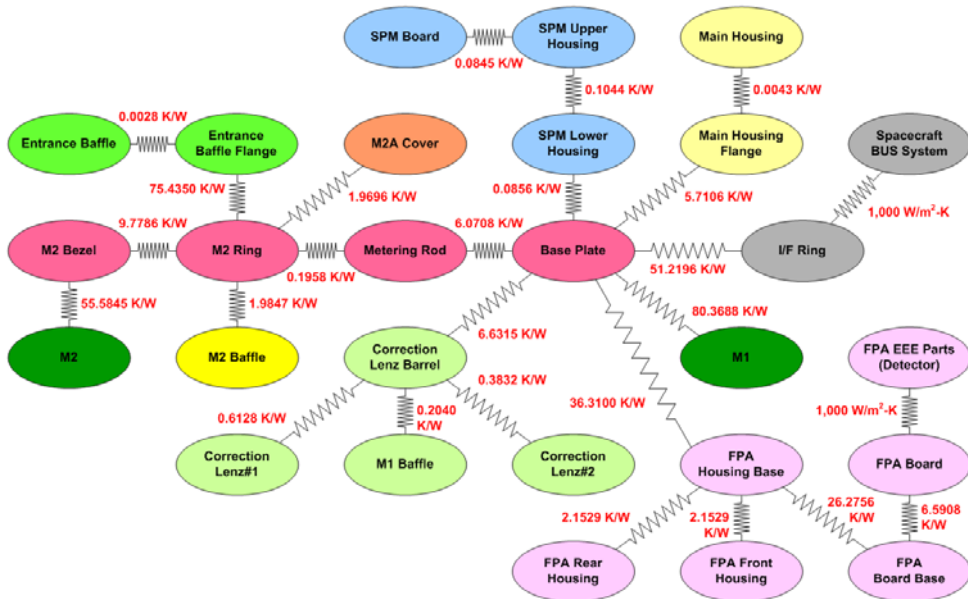 SPM Board
SPM Upper
Housing
Main Housing
0.0845 K/W
0.1044 K/W
0.0043 K/W
0.0028 K/W
Entrance Baffle
Entrance
Baffle Flange
M2A Cover
SPM Lower
Housing
Main Housing
Flange
Spacecraft
BUS System
75.4350 K/W
1.9696 K/W
0.0856 K/W
5.7106 K/W
1,000 W/m²-K
9.7786 K/W
6.0708 K/W
M2 Bezel
M2 Ring
Metering Rod
Base Plate
I/F Ring
0.1958 K/W
51.2196 K/W
55.5845 K/W
1.9847 K/W
80.3688 K/W
6.6315 K/W
M2
M2 Baffle
Correction
Lenz Barrel
M1
FPA EEE Parts
(Detector)
0.3832 K/W
36.3100 K/W
0.6128 K/W
0.2040
K/W
1,000 W/m²-K
Correction
Lenz#1
M1 Baffle
Correction
Lenz#2
FPA
Housing Base
FPA Board
2.1529 K/W
2.1529
K/W
26.2756
K/W
6.5908
K/W
FPA Rear
Housing
FPA Front
Housing
FPA
Board Base